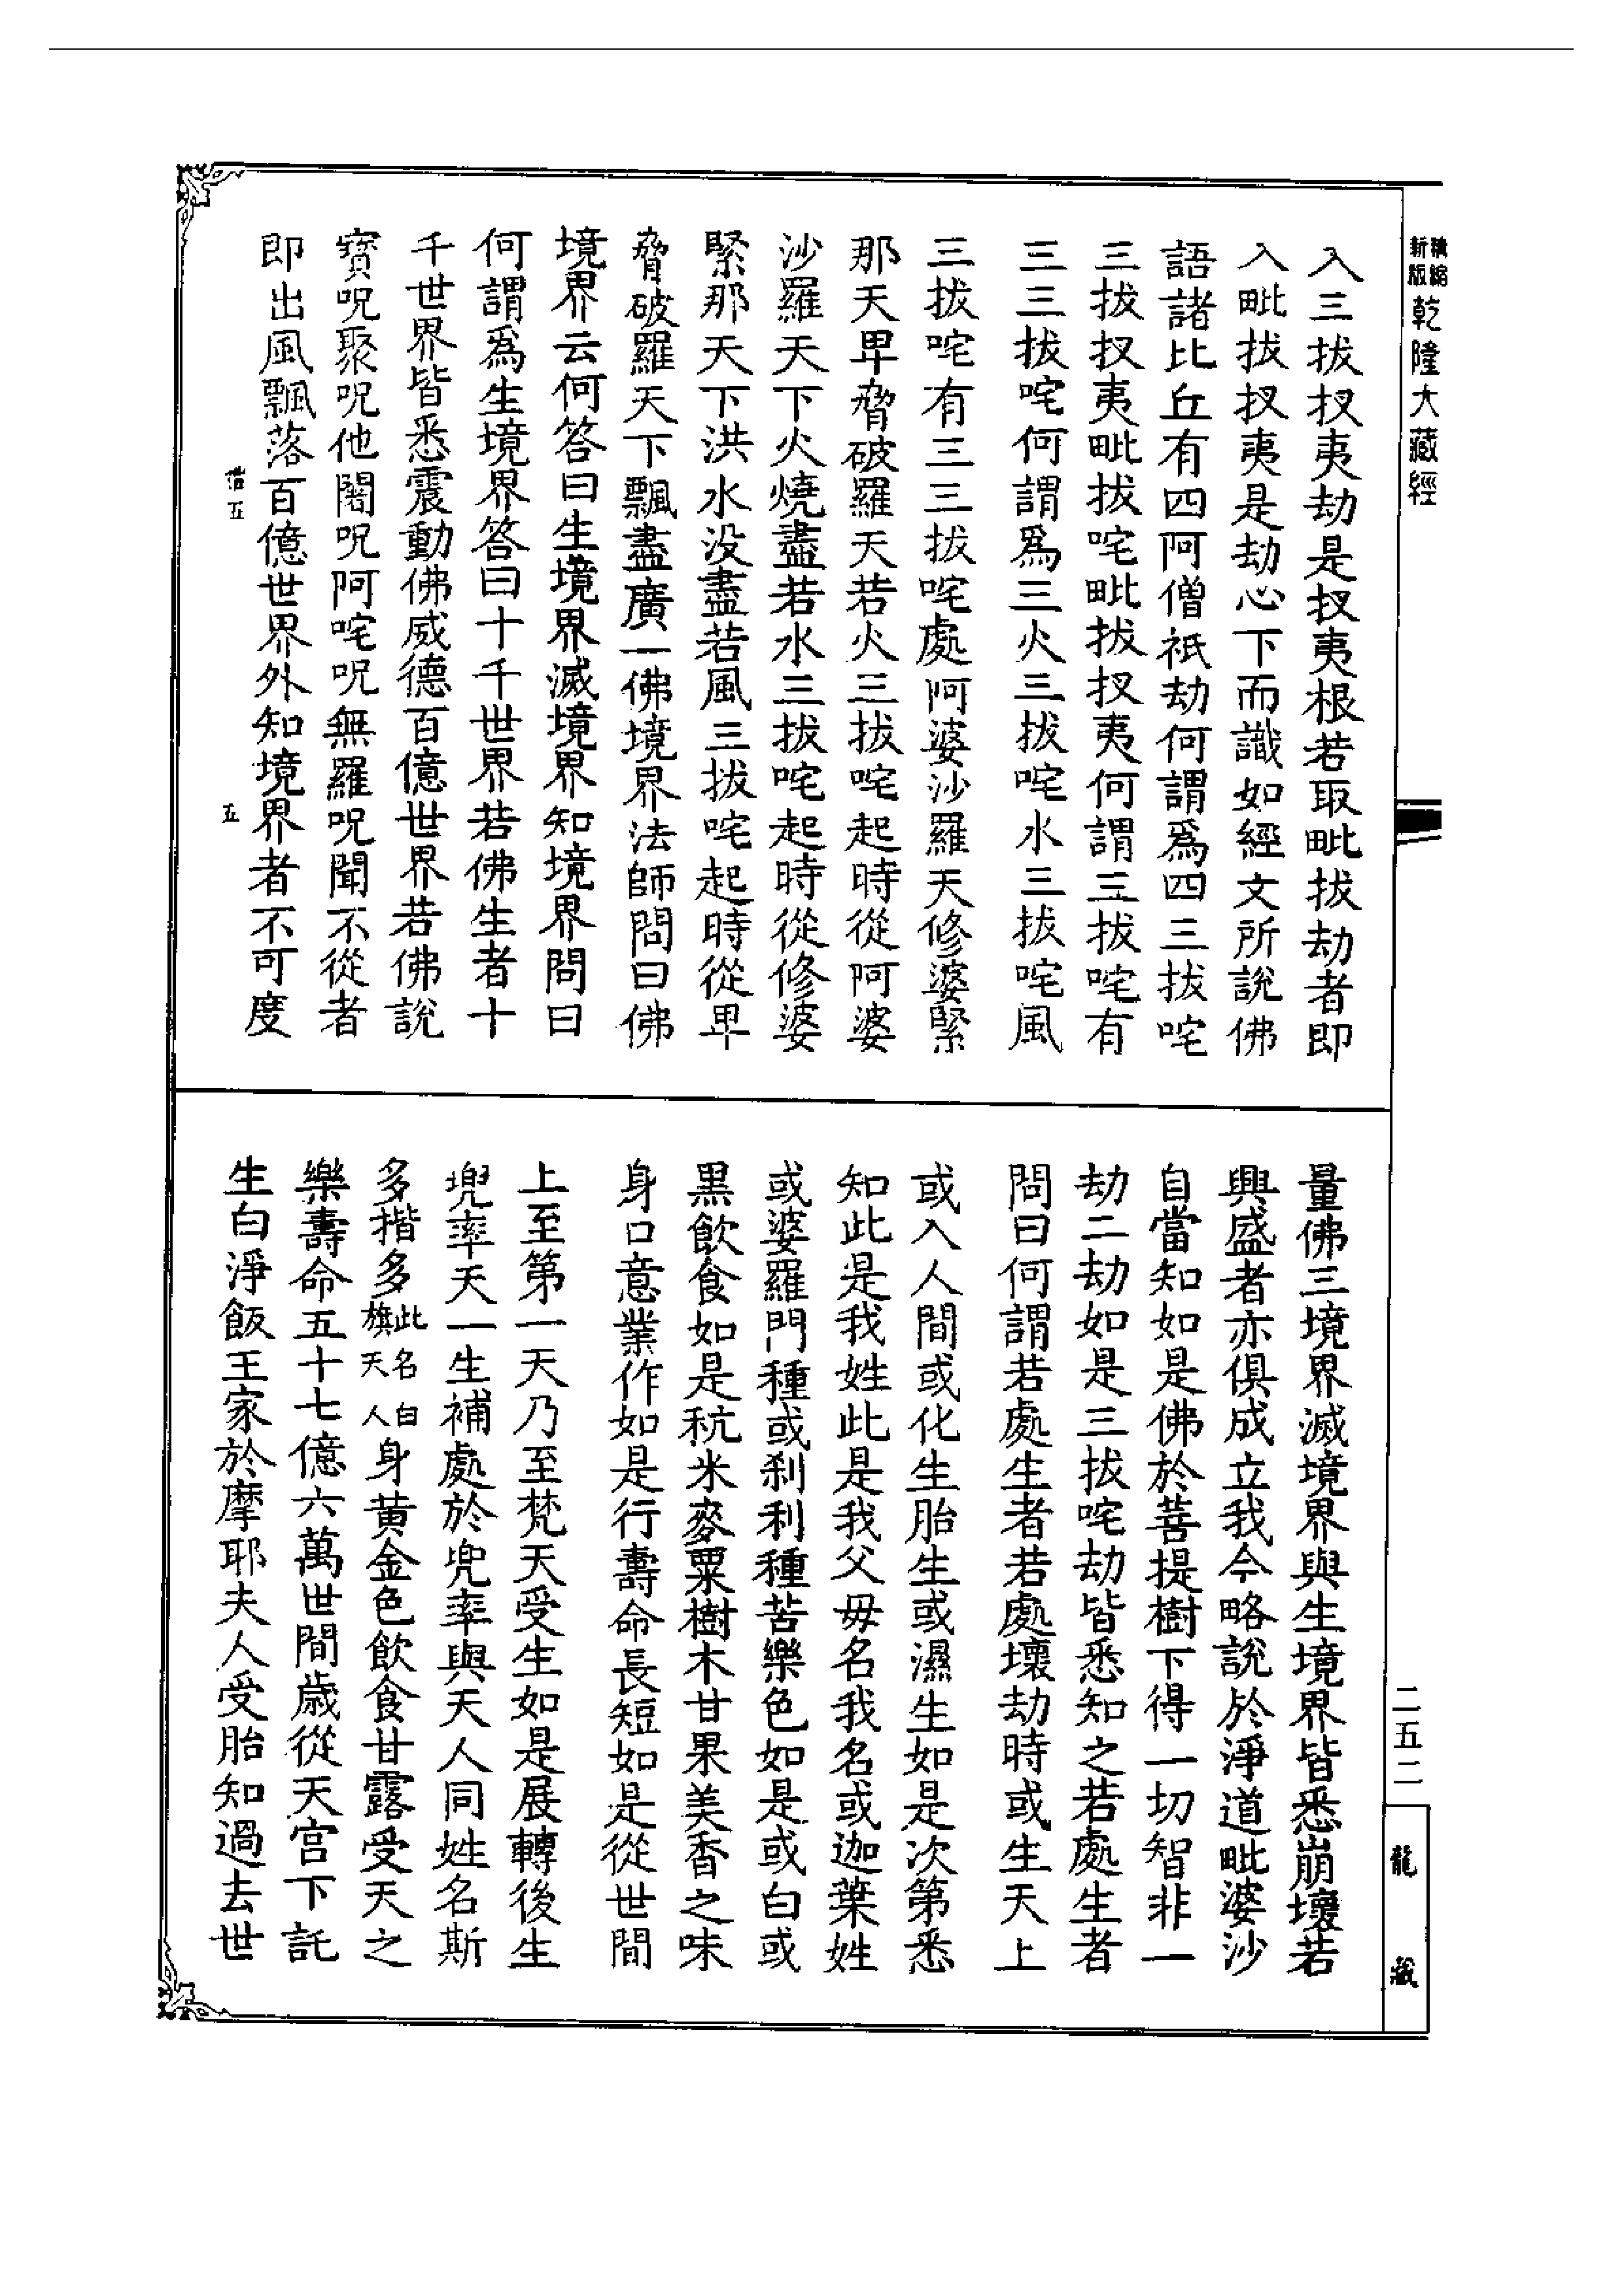 精縮新版乾隆大藏經
入三拔扠夷劫是扠夷根若取毗拔劫者即
入毗拔扠夷是劫心下而識如經文所說佛
語諸比丘有四阿僧祇劫何謂爲四三拔咤
三拔扠夷毗拔咤毗拔扠夷何謂三拔咤有
三三拔咤何謂爲三火三拔咤水三拔咤風
三拔咤有三三拔咤處阿婆沙羅天修婆緊
那天卑脅破羅天若火三拔咤起時從阿婆
沙羅天下火燒盡若水三拔咤起時從修婆
緊那天下洪水没盡若風三拔咤起時從卑
脅破羅天下飄盡廣一佛境界法師問曰佛
境界云何答曰生境界滅境界知境界問曰
何謂爲生境界答曰十千世界若佛生者十
千世界皆悉震動佛威德百億世界若佛說
寶呪聚呪他闍呪阿咤呪無羅呪聞不從者
即出風飄落百億世界外知境界者不可度
五
量佛三境界滅境界與生境界皆悉崩壞若
興盛者亦俱成立我今略說於淨道毗婆沙
自當知如是佛於菩提樹下得一切智非一
劫二劫如是三拔咤劫皆悉知之若處生者
問曰何謂若處生者若處壞劫時或生天上
或入人間或化生胎生或濕生如是次第悉
知此是我姓此是我父毋名我名或迦葉姓
或婆羅門種或刹利種苦樂色如是或白或
黒飲食如是秔米麥粟樹木甘果美香之味
身口意業作如是行壽命長短如是從世間
上至第一天乃至梵天受生如是展轉後生
兜率天一生補處於兜率與天人同姓名斯
多揩多此名白旗天人身黄金色飲食甘露受天之
樂壽命五十七億六萬世間歲從天宫下託
生白淨飯王家於摩耶夫人受胎知過去世
二五二
龍藏